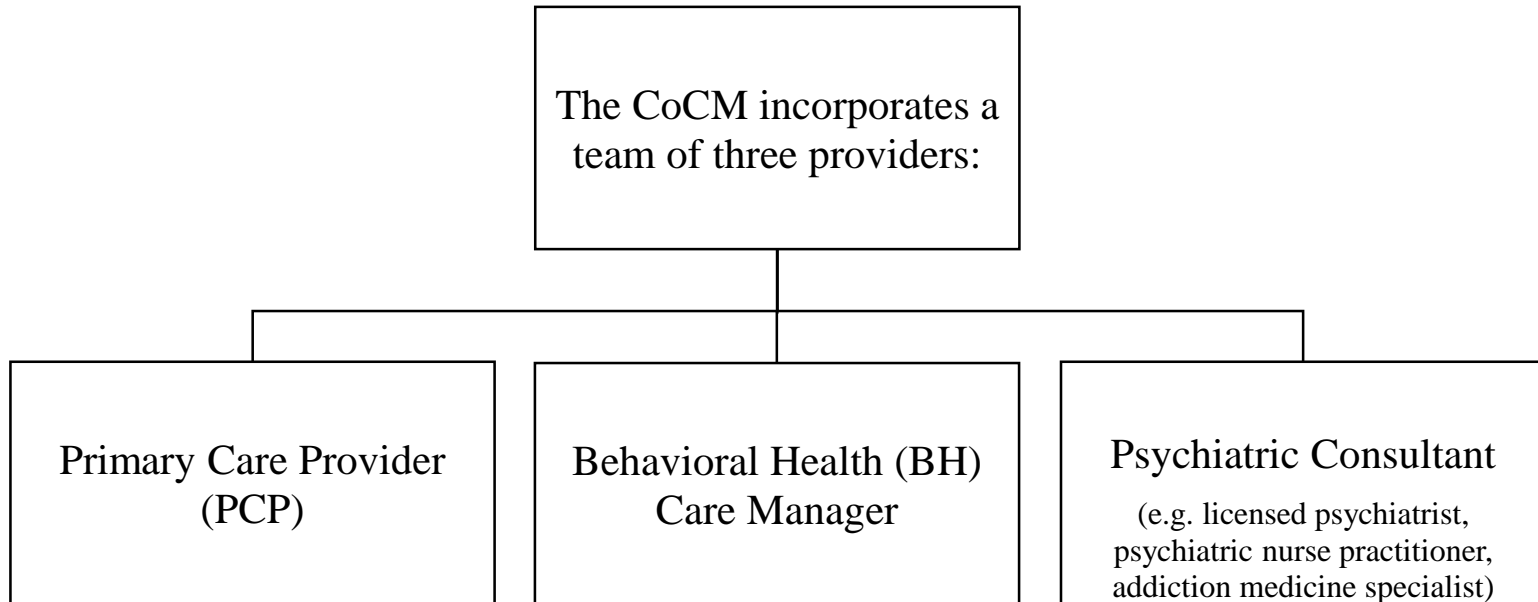 The CoCM incorporates a
team of three providers:
Primary Care Provider
(PCP)
Behavioral Health (BH)
Care Manager
Psychiatric Consultant
(e.g. licensed psychiatrist,
psychiatric nurse practitioner,
addiction medicine specialist)